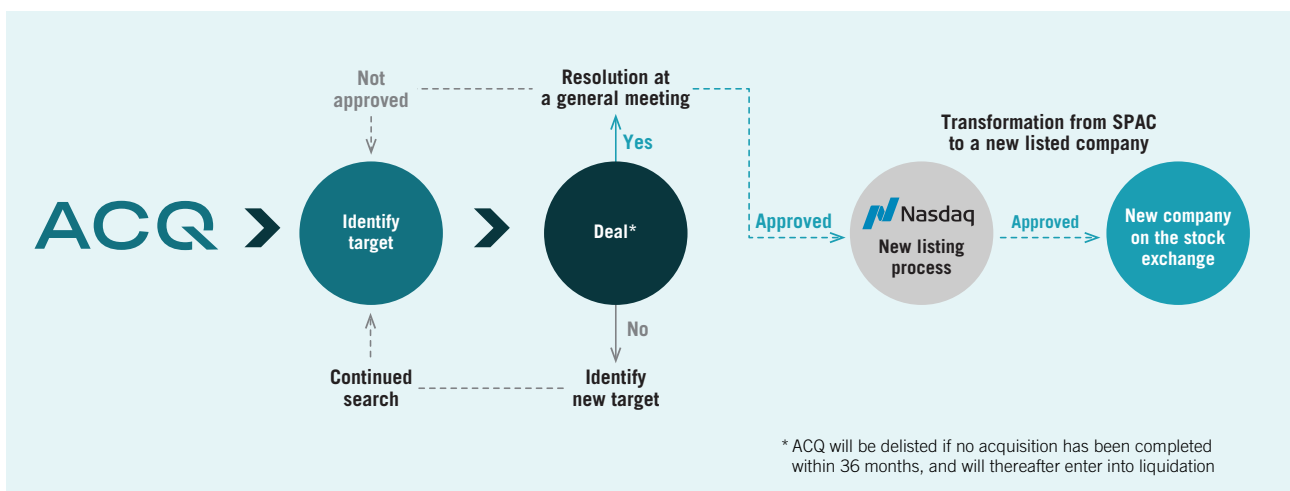 Not
approved
Resolution at
a general meeting
Yes
Transformation from SPAC
to a new listed company
ACQ
Identify
target
Deal*
Approved
Nasdaq
New listing
process
Approved
New company
on the stock
exchange
No
Continued
search
Identify
new target
* ACQ will be delisted if no acquisition has been completed
within 36 months, and will thereafter enter into liquidation